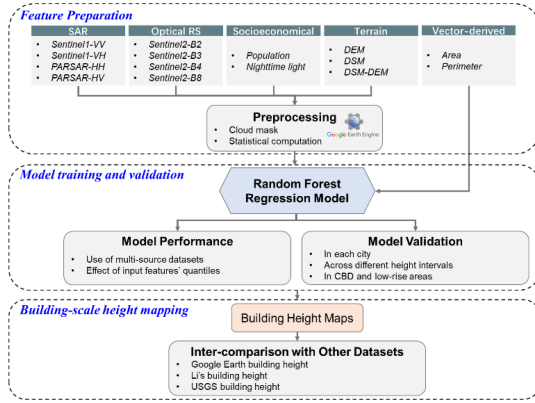 Feature Preparation
SAR
• Sentinel1-VV
• Sentinel1-VH
• PARSAR-HH
• PARSAR-HV
Optical RS
• Sentinel2-B2
• Sentinel2-B3
• Sentinel2-B4
• Sentinel2-B8
Socioeconomical
• Population
• Nighttime light
Terrain
• DEM
• DSM
• DSM-DEM
Vector-derived
• Area
• Perimeter
Preprocessing
• Cloud mask
• Statistical computation
Google Earth Engine
Model training and validation
Random Forest
Regression Model
Model Performance
• Use of multi-source datasets
• Effect of input features' quantiles
Model Validation
• In each city
• Across different height intervals
• In CBD and low-rise areas
Building-scale height mapping
Building Height Maps
Inter-comparison with Other Datasets
• Google Earth building height
• Li's building height
• USGS building height